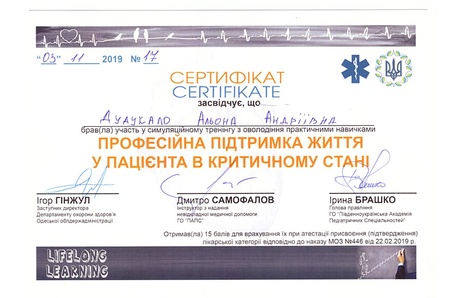 "03" 11 2019 № 17
СЕРТИФІКАТ
CERTIFIKATE
засвідчує, що
Альона Андріївна
брав(ла) участь у симуляційному тренінгу з оволодіння практичними навичками
ПРОФЕСІЙНА ПІДТРИМКА ЖИТТЯ
У ПАЦІЄНТА В КРИТИЧНОМУ СТАНІ
Ігор ГІНЖУЛ
Заступник директора
Департаменту охорони здоров'я
Одеської облдержадміністрації
Дмитро САМОФАЛОВ
Інструктор з надання
невідкладної медичної допомоги
ГО "ПАПС"
Ірина БРАШКО
Голова правління
ГО "Південноукраїнська Академія
Педіатричних Спеціальностей"
Отримав(ла) 15 балів для врахування їх при атестації присвоєння (підтвердження)
лікарської категорії відповідно до наказу МОЗ №446 від 22.02.2019 р.
LIFELONG
LEARNING